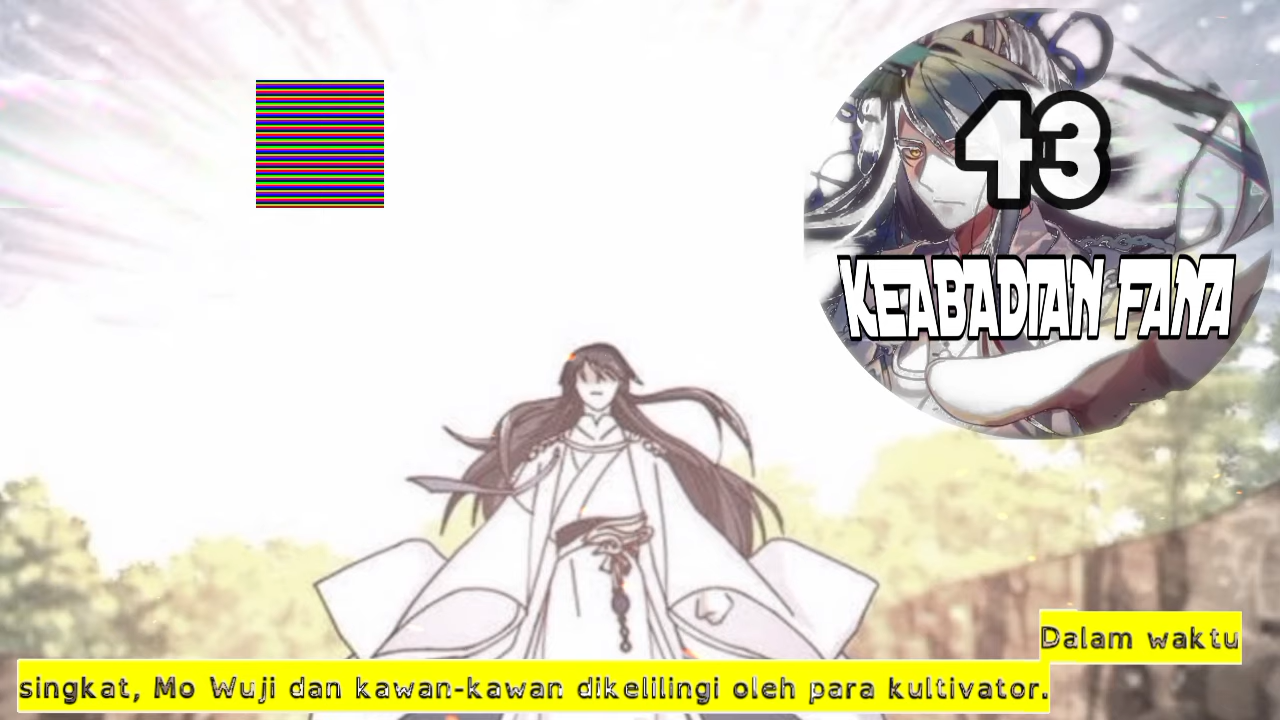 43
KEABADIAN FANA
Dalam waktu
singkat, Mo Wuji dan kawan-kawan dikelilingi oleh para kultivator.